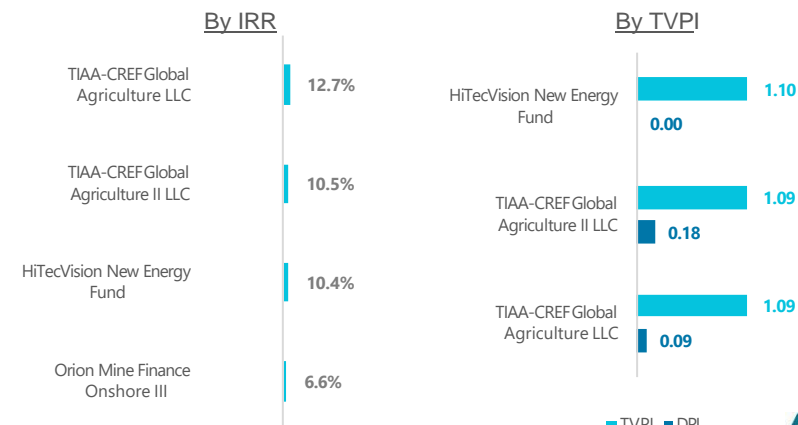 By IRR
TIAA-CREF Global
Agriculture LLC
12.7%
TIAA-CREF Global
Agriculture II LLC
10.5%
HiTecVision New Energy
Fund
10.4%
Orion Mine Finance
Onshore III
6.6%
By TVPI
HiTecVision New Energy
Fund
1.10
0.00
TIAA-CREF Global
Agriculture II LLC
1.09
0.18
TIAA-CREF Global
Agriculture LLC
1.09
0.09
TVPI DPI